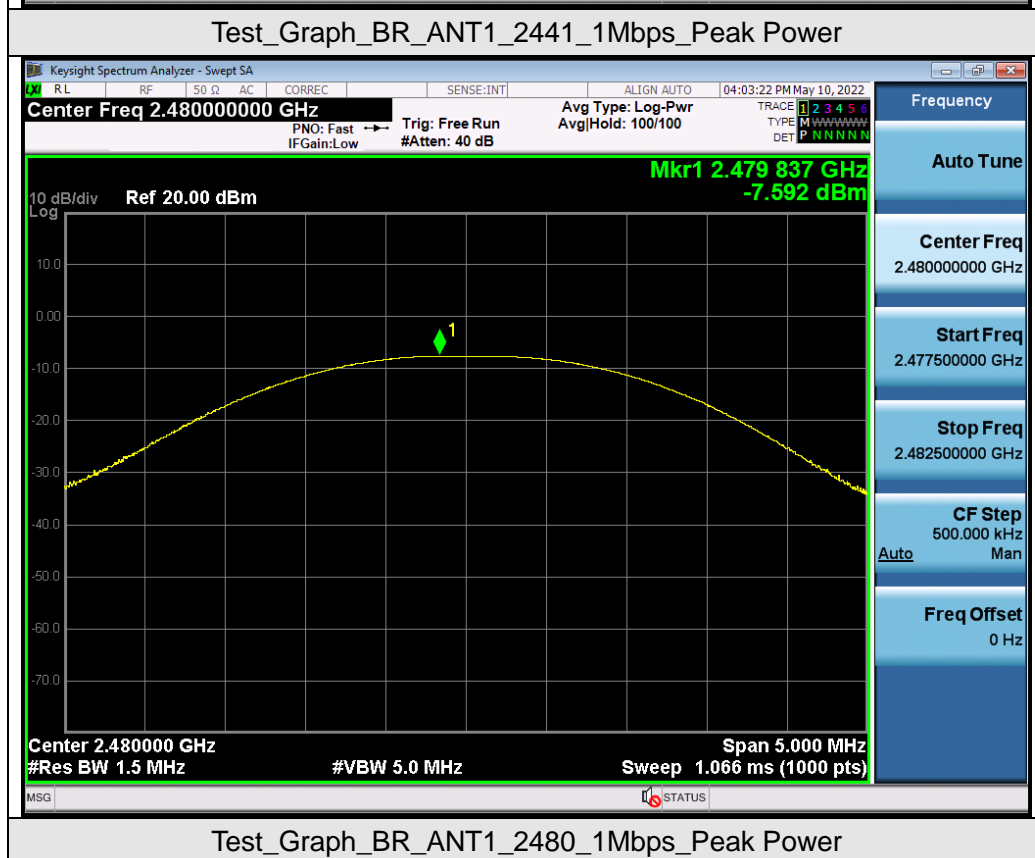 Test_Graph_BR_ANT1_2441_1Mbps_Peak Power
Keysight Spectrum Analyzer - Swept SA
LXI RL RF 50 Ω AC CORREC SENSE:INT ALIGN AUTO 04:03:22 PM May 10, 2022
Center Freq 2.480000000 GHz
PNO: Fast
IFGain:Low
Trig: Free Run
#Atten: 40 dB
Avg Type: Log-Pwr
Avg|Hold: 100/100
TRACE 1 2 3 4 5 6
TYPE M WWWWW
DET P N N N N N
Mkr1 2.479 837 GHz
-7.592 dBm
10 dB/div Ref 20.00 dBm
Log
10.0
0.00
1
-10.0
-20.0
-30.0
-40.0
-50.0
-60.0
-70.0
Center 2.480000 GHz Span 5.000 MHz
#Res BW 1.5 MHz #VBW 5.0 MHz Sweep 1.066 ms (1000 pts)
MSG STATUS
Frequency
Auto Tune
Center Freq
2.480000000 GHz
Start Freq
2.477500000 GHz
Stop Freq
2.482500000 GHz
CF Step
500.000 kHz
Auto Man
Freq Offset
0 Hz
Test_Graph_BR_ANT1_2480_1Mbps_Peak Power